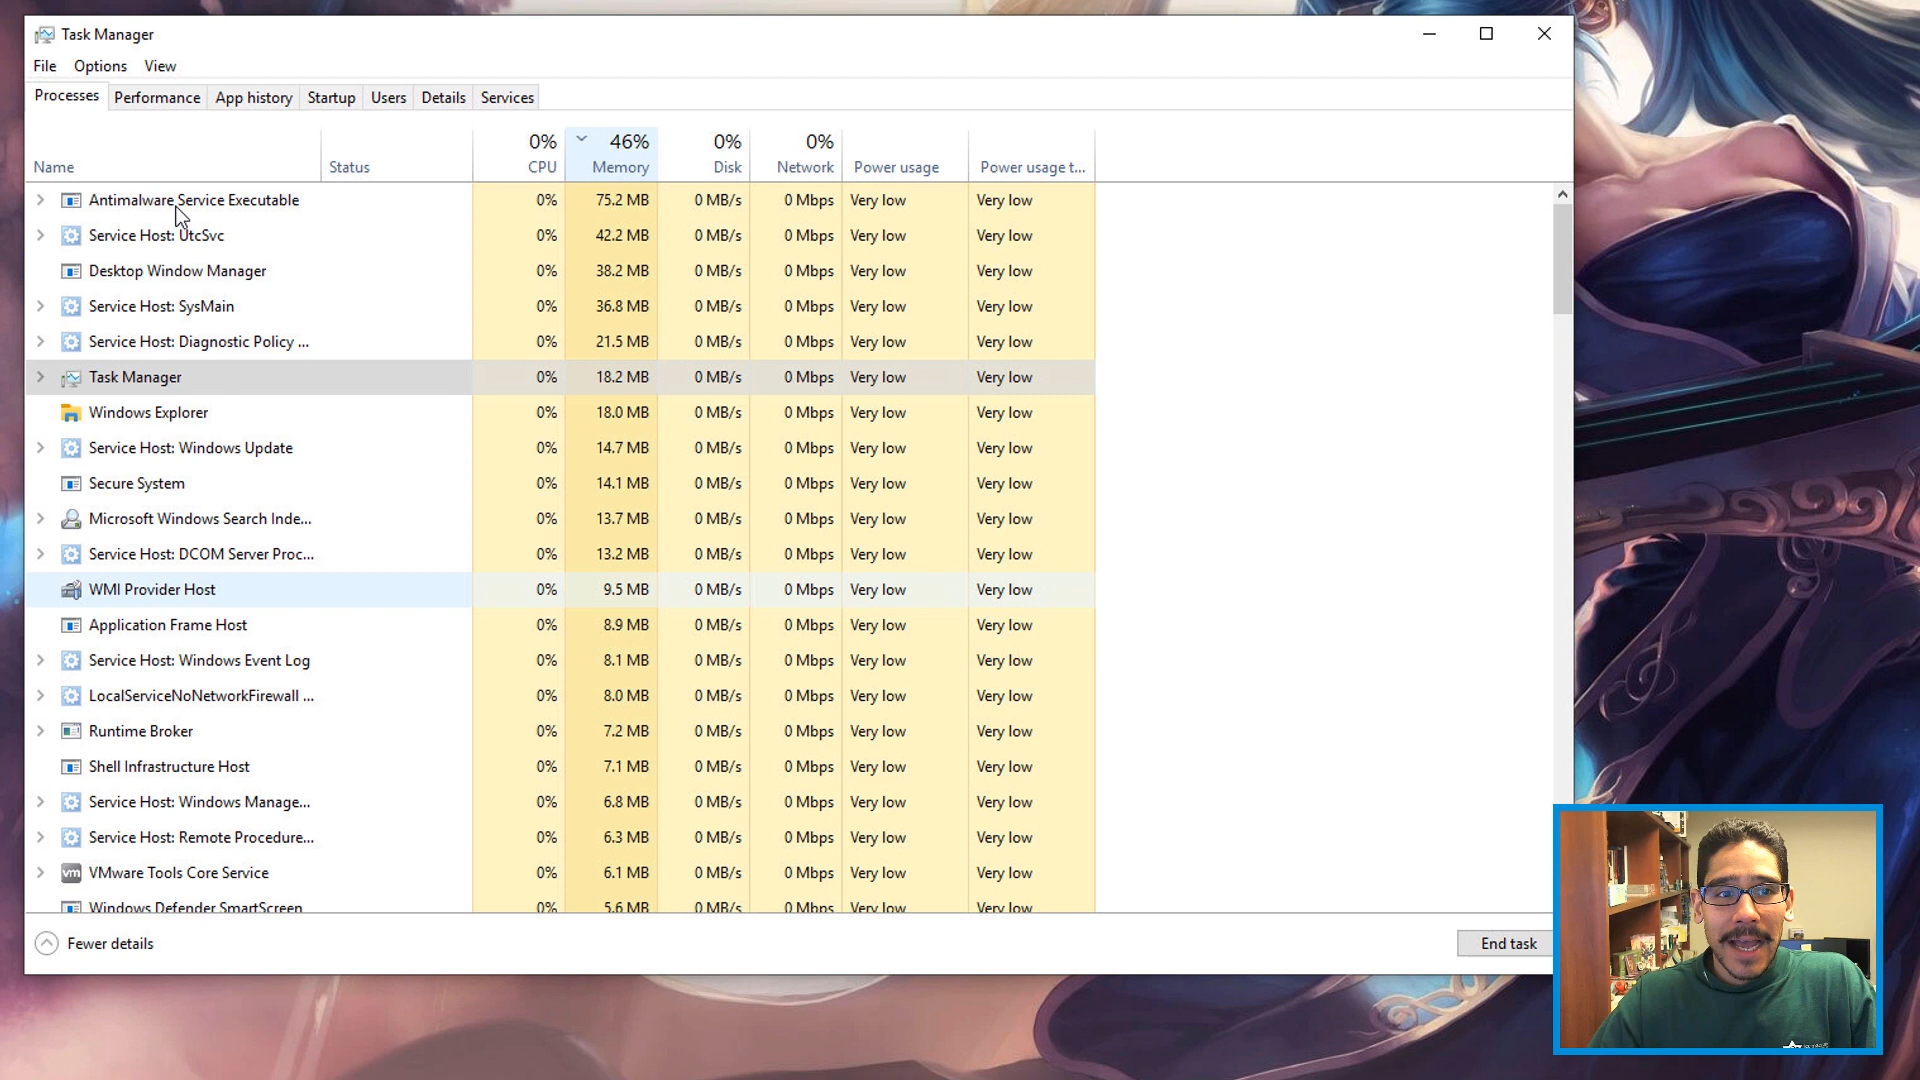 Task Manager
File Options View
Processes Performance App history Startup Users Details Services
0% 46% 0% 0%
Name Status CPU Memory Disk Network Power usage Power usage t...
Antimalware Service Executable 0% 75.2 MB 0 MB/s 0 Mbps Very low Very low
Service Host: UtcSvc 0% 42.2 MB 0 MB/s 0 Mbps Very low Very low
Desktop Window Manager 0% 38.2 MB 0 MB/s 0 Mbps Very low Very low
Service Host: SysMain 0% 36.8 MB 0 MB/s 0 Mbps Very low Very low
Service Host: Diagnostic Policy ... 0% 21.5 MB 0 MB/s 0 Mbps Very low Very low
Task Manager 0% 18.2 MB 0 MB/s 0 Mbps Very low Very low
Windows Explorer 0% 18.0 MB 0 MB/s 0 Mbps Very low Very low
Service Host: Windows Update 0% 14.7 MB 0 MB/s 0 Mbps Very low Very low
Secure System 0% 14.1 MB 0 MB/s 0 Mbps Very low Very low
Microsoft Windows Search Inde... 0% 13.7 MB 0 MB/s 0 Mbps Very low Very low
Service Host: DCOM Server Proc... 0% 13.2 MB 0 MB/s 0 Mbps Very low Very low
WMI Provider Host 0% 9.5 MB 0 MB/s 0 Mbps Very low Very low
Application Frame Host 0% 8.9 MB 0 MB/s 0 Mbps Very low Very low
Service Host: Windows Event Log 0% 8.1 MB 0 MB/s 0 Mbps Very low Very low
LocalServiceNoNetworkFirewall ... 0% 8.0 MB 0 MB/s 0 Mbps Very low Very low
Runtime Broker 0% 7.2 MB 0 MB/s 0 Mbps Very low Very low
Shell Infrastructure Host 0% 7.1 MB 0 MB/s 0 Mbps Very low Very low
Service Host: Windows Manage... 0% 6.8 MB 0 MB/s 0 Mbps Very low Very low
Service Host: Remote Procedure... 0% 6.3 MB 0 MB/s 0 Mbps Very low Very low
vm VMware Tools Core Service 0% 6.1 MB 0 MB/s 0 Mbps Very low Very low
Windows Defender SmartScreen 0% 5.6 MB 0 MB/s 0 Mbps Very low Very low
Fewer details End task